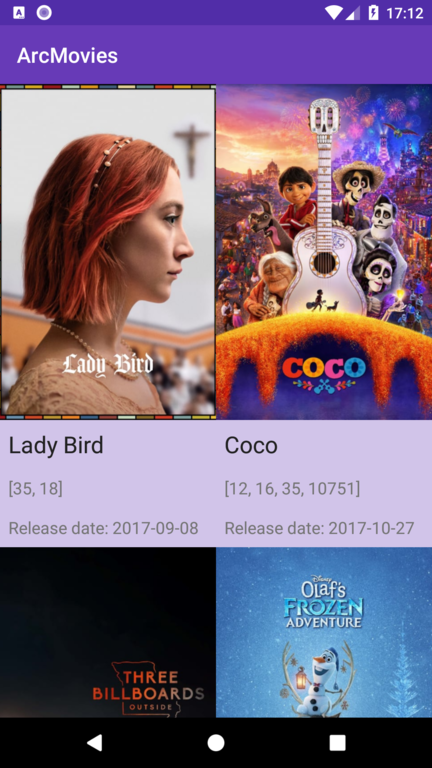 17:12
ArcMovies
Lady Bird
COCO
Lady Bird
Coco
[35, 18]
[12, 16, 35, 10751]
Release date: 2017-09-08
Release date: 2017-10-27
THREE
BILLBOARDS
OUTSIDE
Disney
OLAF'S
FROZEN
ADVENTURE